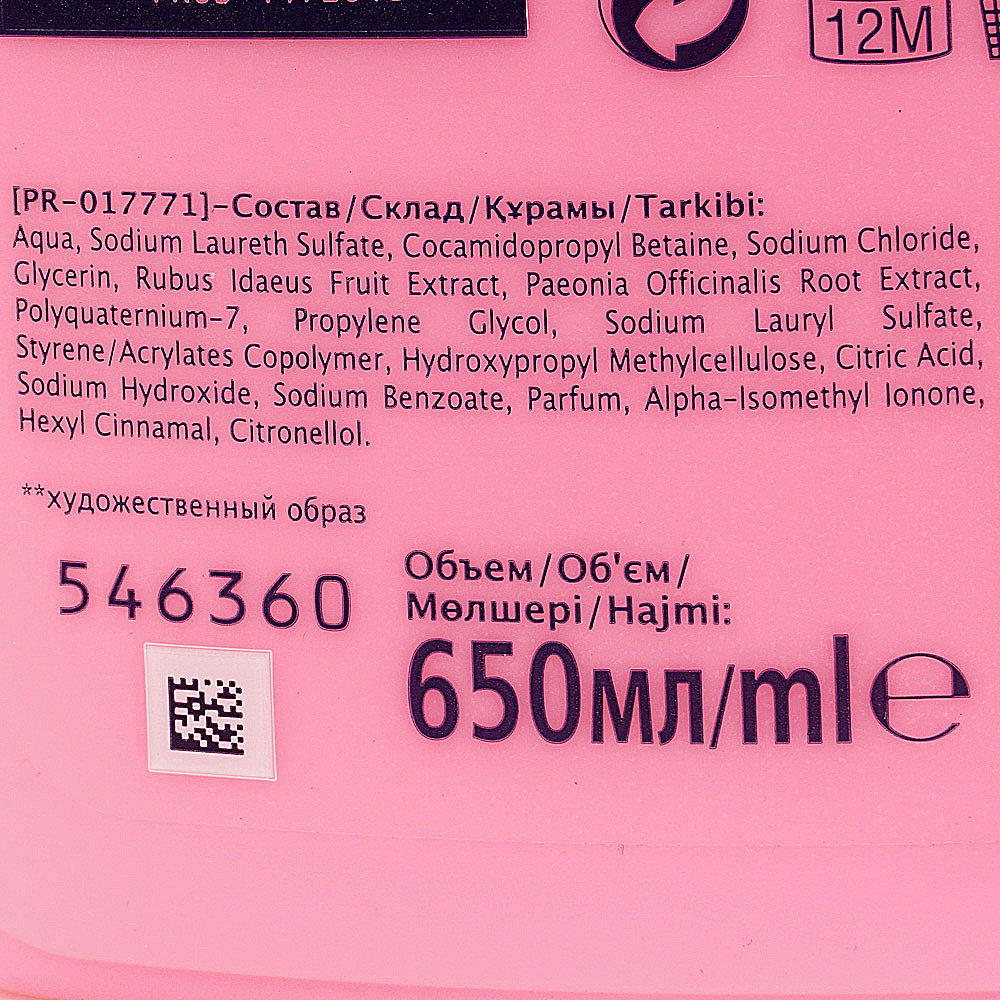 12M
[PR-017771]-Состав/Склад/Құрамы/Tarkibi:
Aqua, Sodium Laureth Sulfate, Cocamidopropyl Betaine, Sodium Chloride,
Glycerin, Rubus Idaeus Fruit Extract, Paeonia Officinalis Root Extract,
Polyquaternium-7, Propylene Glycol, Sodium Lauryl Sulfate,
Styrene/Acrylates Copolymer, Hydroxypropyl Methylcellulose, Citric Acid,
Sodium Hydroxide, Sodium Benzoate, Parfum, Alpha-Isomethyl Ionone,
Hexyl Cinnamal, Citronellol.
**художественный образ
546360
Объем/Об'єм/
Мөлшері/Hajmi:
650мл/ml ℮